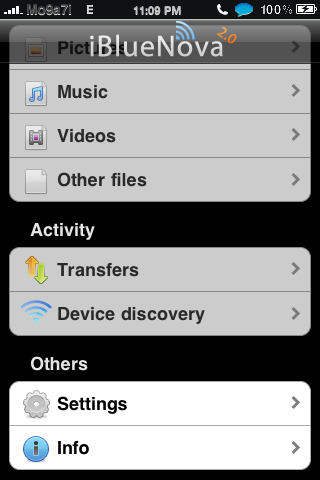 Mo9a7i E 11:09 PM 100%
Pictures
iBlueNova 2.0
Music
Videos
Other files
Activity
Transfers
Device discovery
Others
Settings
Info